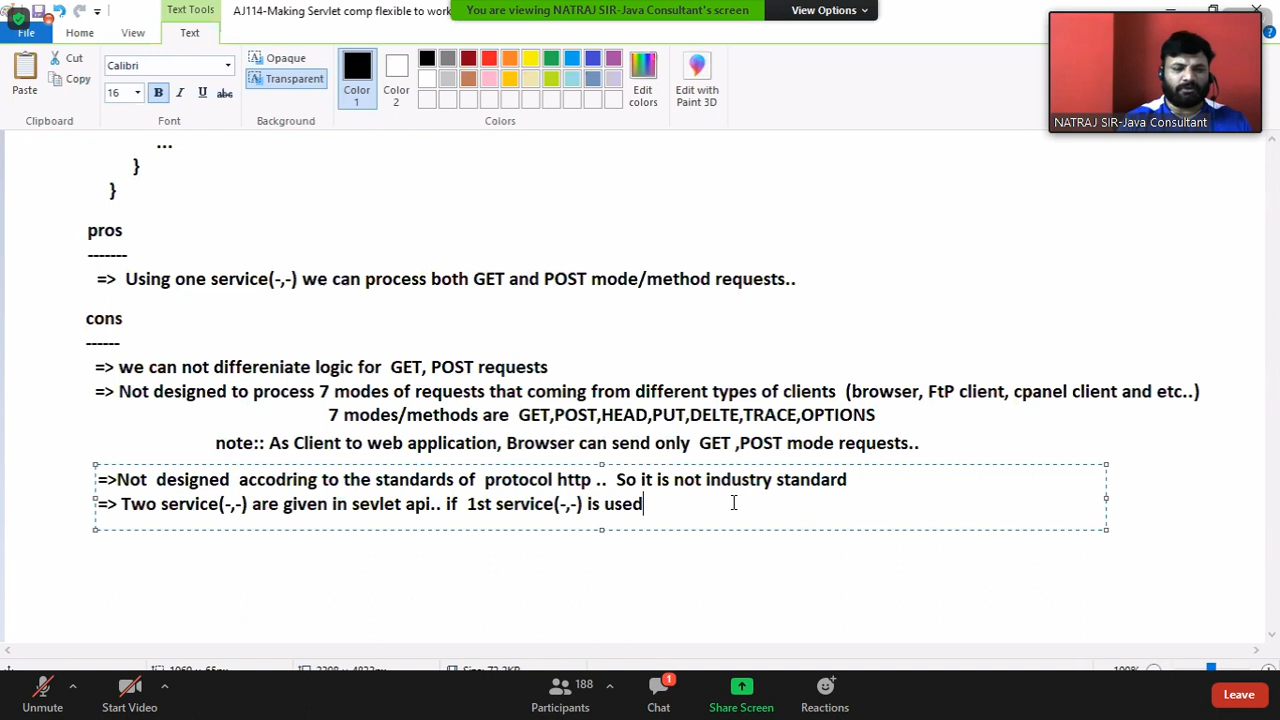 Text Tools
AJ114-Making Servlet comp flexible to work
You are viewing NATRAJ SIR-Java Consultant's screen
View Options
File
Home
View
Text
Paste
Cut
Copy
Clipboard
Calibri
16
B
I
U
abc
Font
Opaque
Transparent
Background
Color 1
Color 2
Edit colors
Edit with Paint 3D
Colors
NATRAJ SIR-Java Consultant
...
}
}
pros
-------
=> Using one service(-,-) we can process both GET and POST mode/method requests..
cons
------
=> we can not differeniate logic for GET, POST requests
=> Not designed to process 7 modes of requests that coming from different types of clients (browser, FtP client, cpanel client and etc..)
7 modes/methods are GET,POST,HEAD,PUT,DELTE,TRACE,OPTIONS
note:: As Client to web application, Browser can send only GET ,POST mode requests..
=>Not designed accodring to the standards of protocol http .. So it is not industry standard
=> Two service(-,-) are given in sevlet api.. if 1st service(-,-) is used
Unmute
Start Video
188
Participants
1
Chat
Share Screen
Reactions
Leave